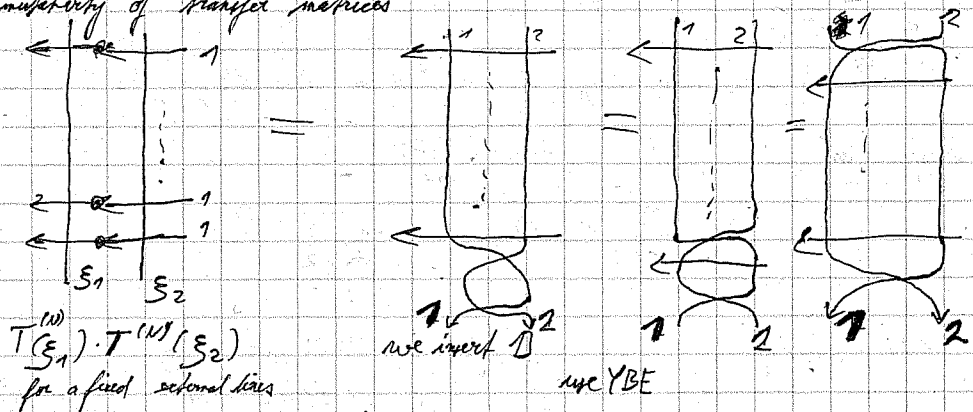 of transfer matrices
1 1 2 1 2 1 2
= = =
2 1
1
ξ1 ξ2
1 2 1 2 1 2
T^(N)(ξ1) · T^(N)(ξ2) we insert 1
for a fixed external lines use YBE